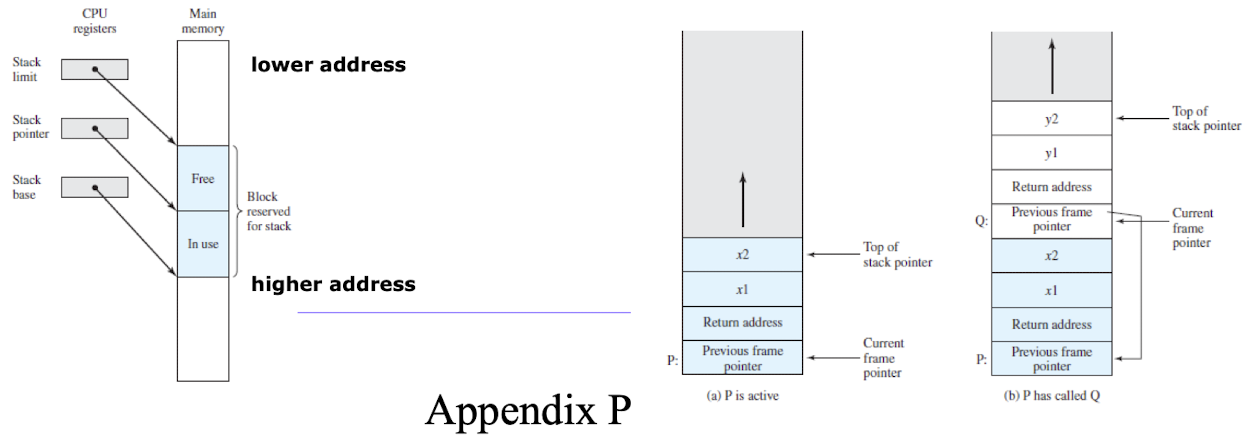 CPU
registers
Main
memory
Stack
limit
lower address
Stack
pointer
Stack
base
Free
In use
Block
reserved
for stack
higher address
x2
x1
Return address
P:
Previous frame
pointer
Top of
stack pointer
Current
frame
pointer
(a) P is active
y2
y1
Return address
Q:
Previous frame
pointer
x2
x1
Return address
P:
Previous frame
pointer
Top of
stack pointer
Current
frame
pointer
(b) P has called Q
Appendix P